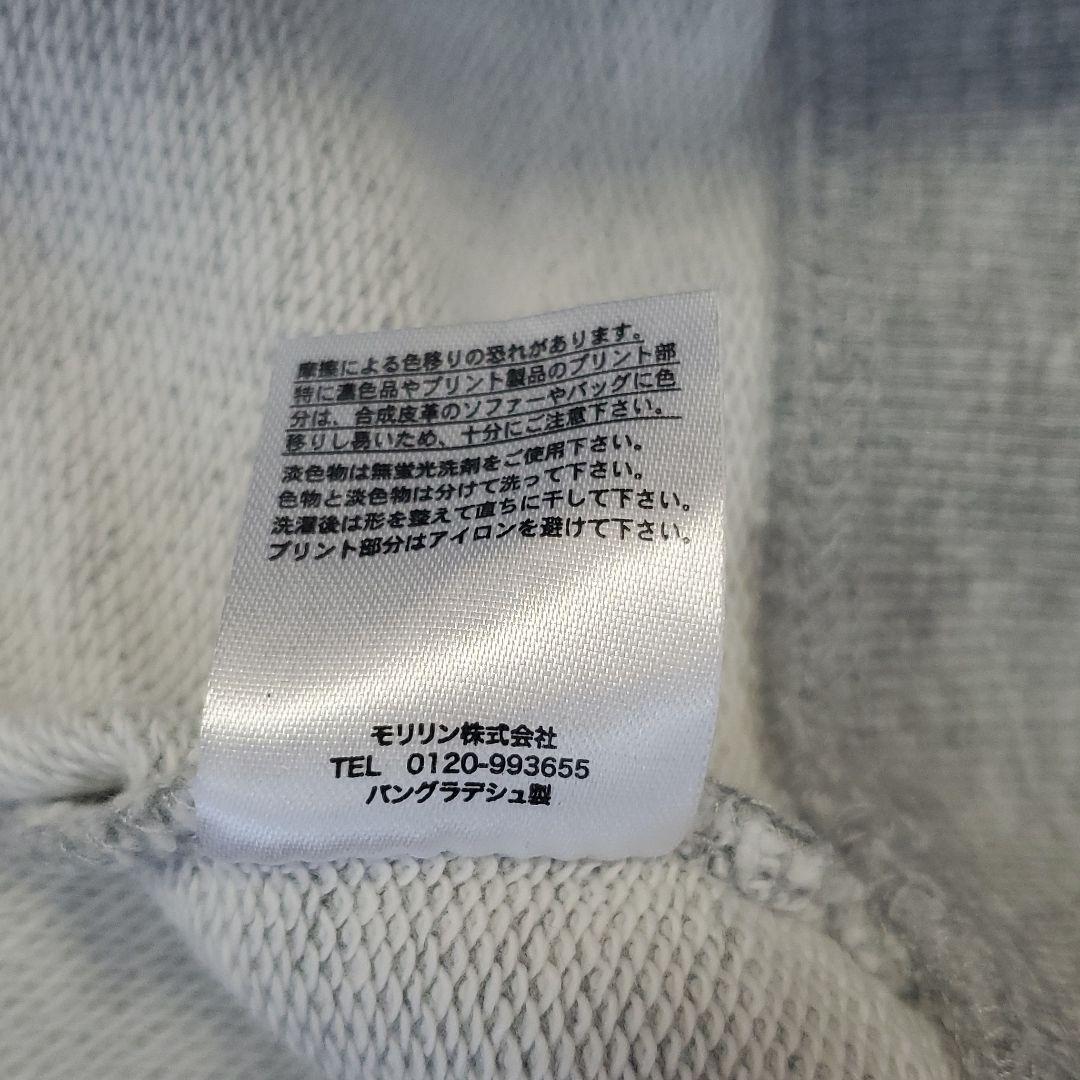 摩擦による色移りの恐れがあります。
特に濃色品やプリント製品のプリント部
分は、合成皮革のソファーやバッグに色
移りし易いため、十分にご注意下さい。
淡色物は無蛍光洗剤をご使用下さい。
色物と淡色物は分けて洗って下さい。
洗濯後は形を整えて直ちに干して下さい。
プリント部分はアイロンを避けて下さい。
モリリン株式会社
TEL 0120-993655
バングラデシュ製